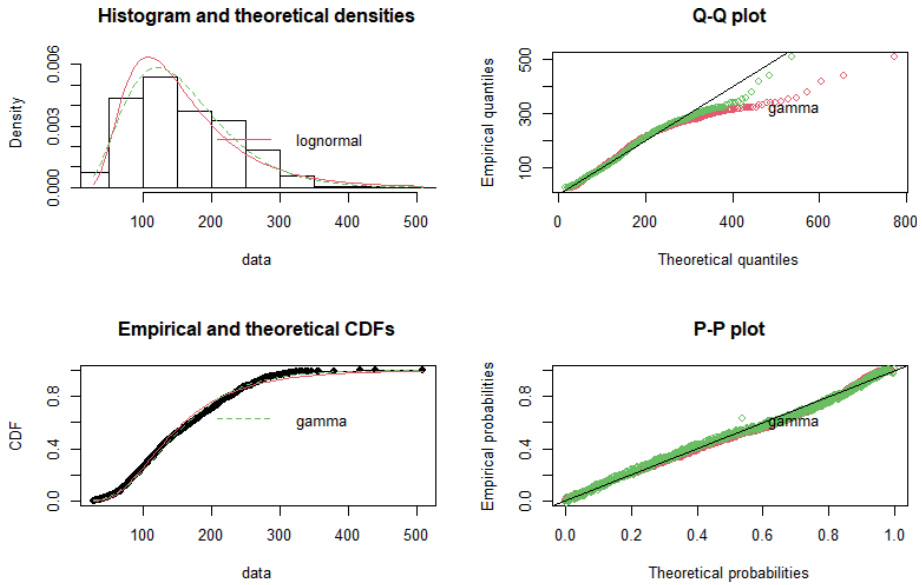 Histogram and theoretical densities
Density
0.000
0.003
0.006
lognormal
100 200 300 400 500
data
Q-Q plot
Empirical quantiles
100
300
500
gamma
0 200 400 600 800
Theoretical quantiles
Empirical and theoretical CDFs
CDF
0.0
0.4
0.8
gamma
100 200 300 400 500
data
P-P plot
Empirical probabilities
0.0
0.4
0.8
gamma
0.0 0.2 0.4 0.6 0.8 1.0
Theoretical probabilities